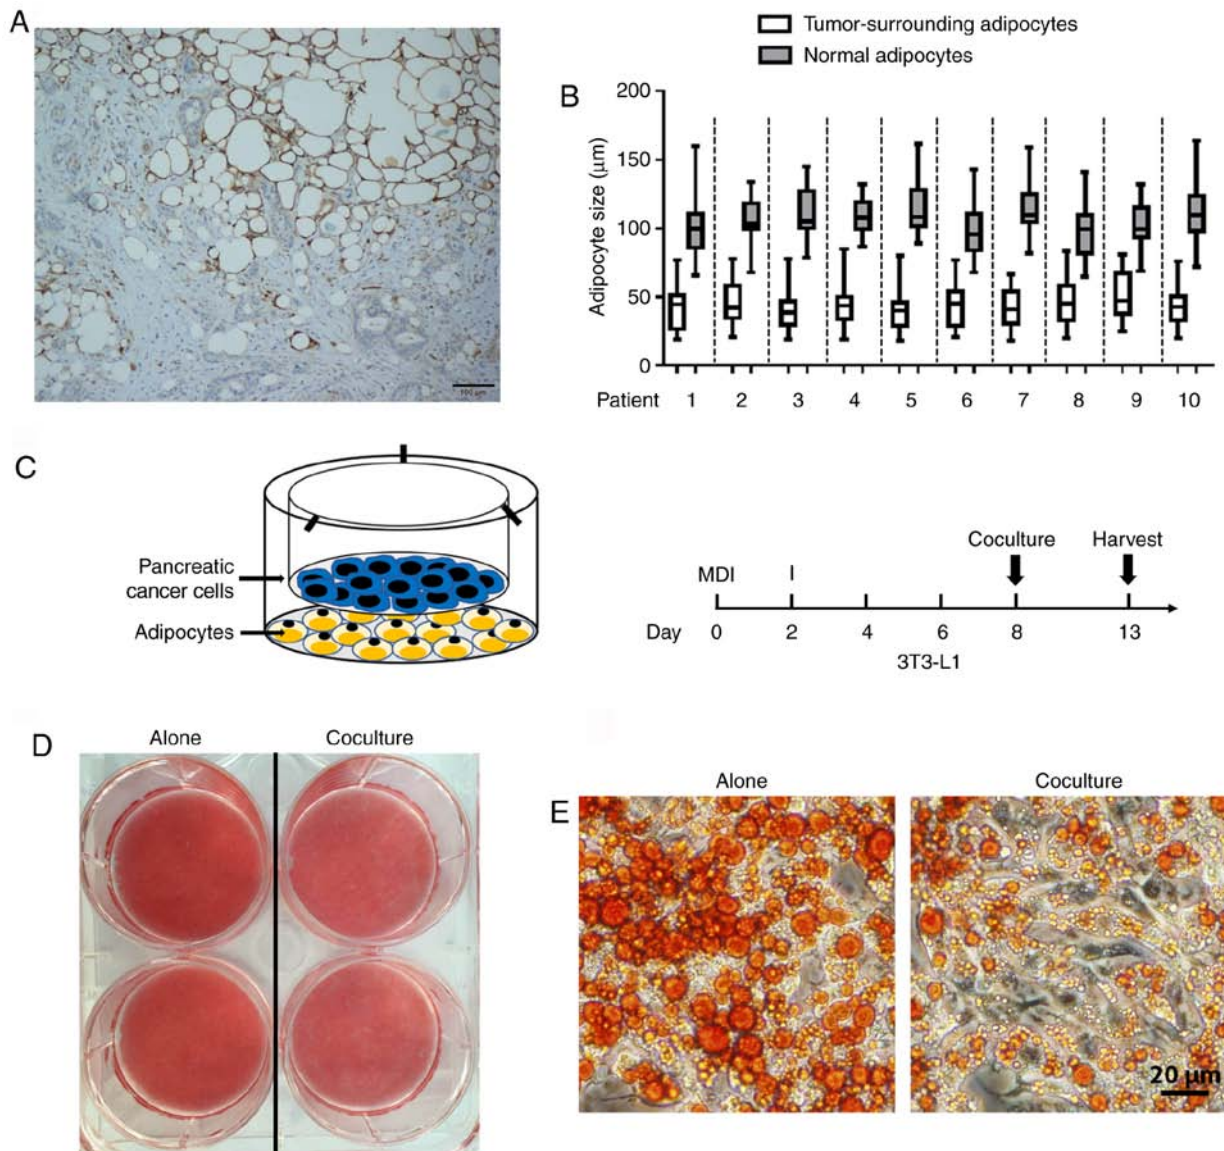 A
100 µm
Tumor-surrounding adipocytes
Normal adipocytes
B
Adipocyte size (µm)
200
150
100
50
0
Patient 1 2 3 4 5 6 7 8 9 10
C
Pancreatic
cancer cells
Adipocytes
Coculture Harvest
MDI I
Day 0 2 4 6 8 13
3T3-L1
D
Alone Coculture
E
Alone Coculture
20 µm